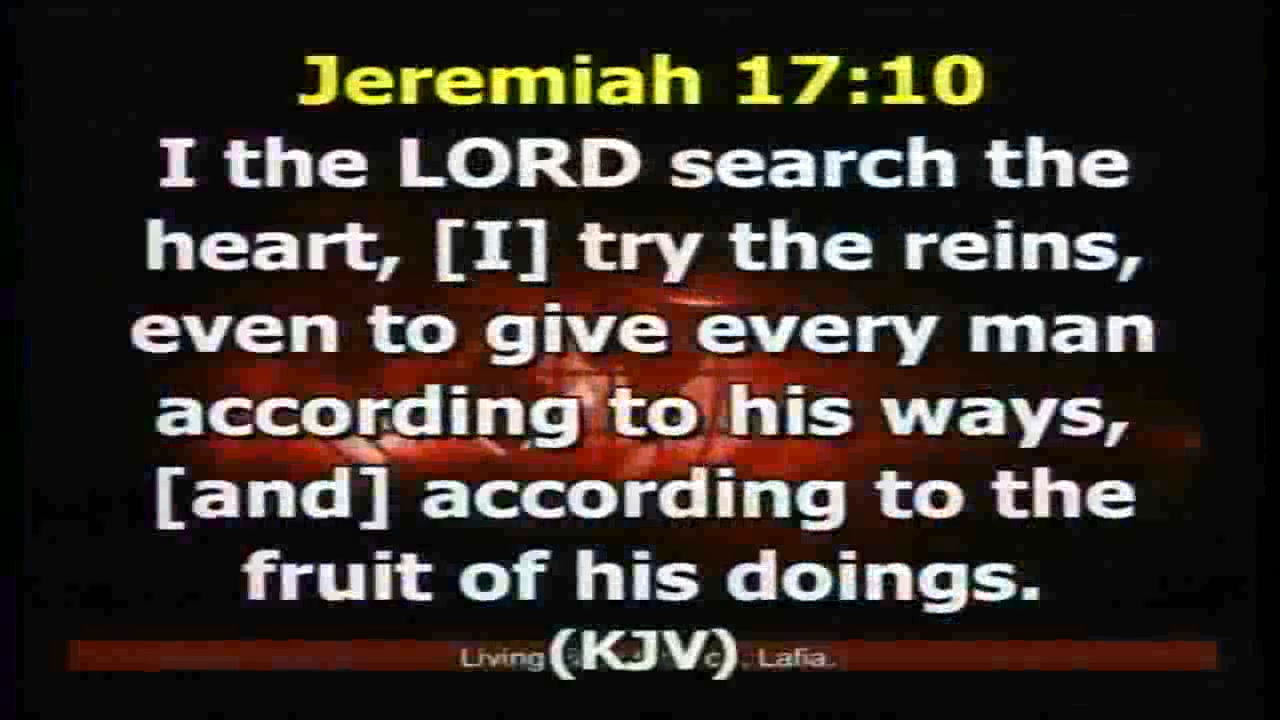 Jeremiah 17:10
I the LORD search the
heart, [I] try the reins,
even to give every man
according to his ways,
[and] according to the
fruit of his doings.
(KJV)
Living Lafia.